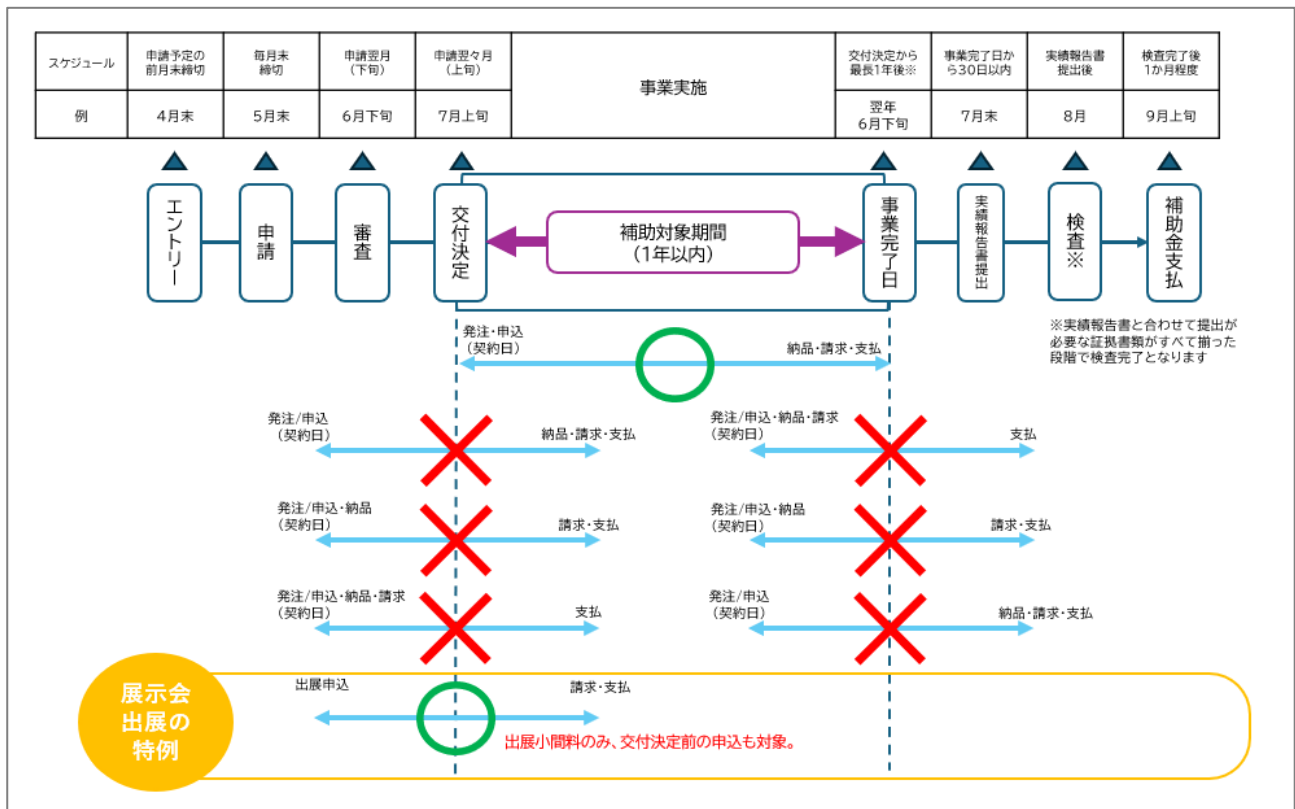 スケジュール
申請予定の
前月末締切
毎月末
締切
申請翌月
(下旬)
申請翌々月
(上旬)
事業実施
交付決定から
最長1年後※
事業完了日か
ら30日以内
実績報告書
提出後
検査完了後
1か月程度
例
4月末
5月末
6月下旬
7月上旬
翌年
6月下旬
7月末
8月
9月上旬
エントリー
申請
審査
交付決定
補助対象期間
(1年以内)
事業完了日
実績報告書提出
検査※
補助金支払
※実績報告書と合わせて提出が
必要な証拠書類がすべて揃った
段階で検査完了となります
発注・申込
(契約日)
納品・請求・支払
発注/申込
(契約日)
納品・請求・支払
発注/申込・納品・請求
(契約日)
支払
発注/申込・納品
(契約日)
請求・支払
発注/申込・納品
(契約日)
請求・支払
発注/申込・納品・請求
(契約日)
支払
発注/申込
(契約日)
納品・請求・支払
展示会
出展の
特例
出展申込
請求・支払
出展小間料のみ、交付決定前の申込も対象。